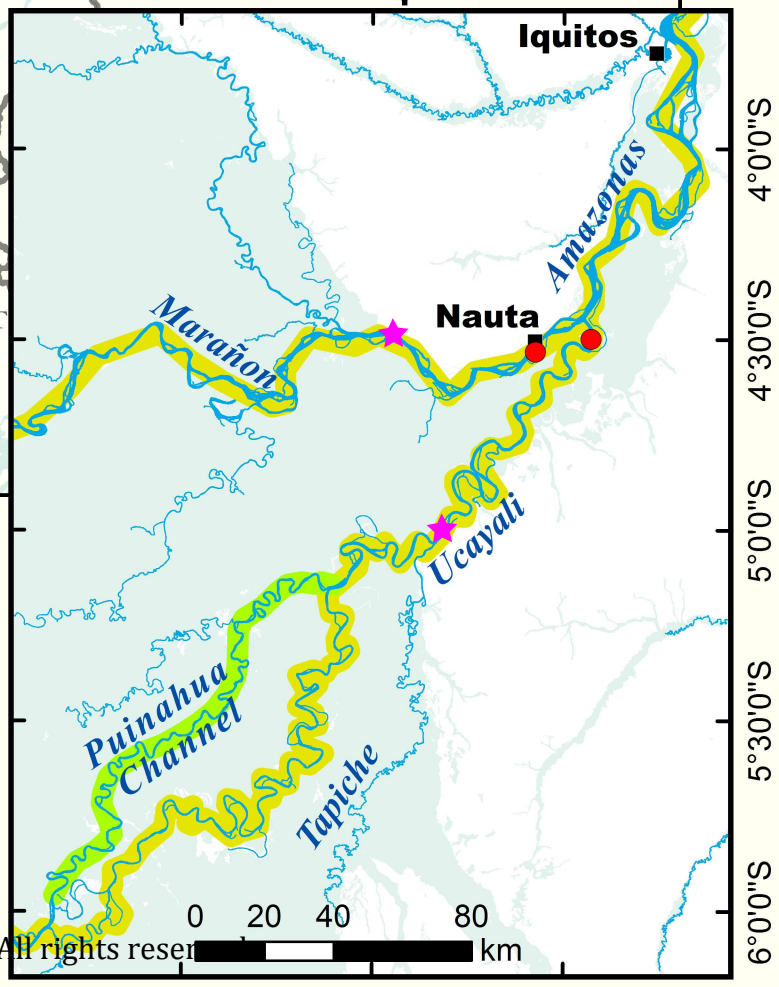 Iquitos
4°0'0"S
Amazonas
Nauta
Marañon
4°30'0"S
5°0'0"S
Ucayali
Puinahua
Channel
5°30'0"S
Tapiche
6°0'0"S
0 20 40 80
km
All rights reser